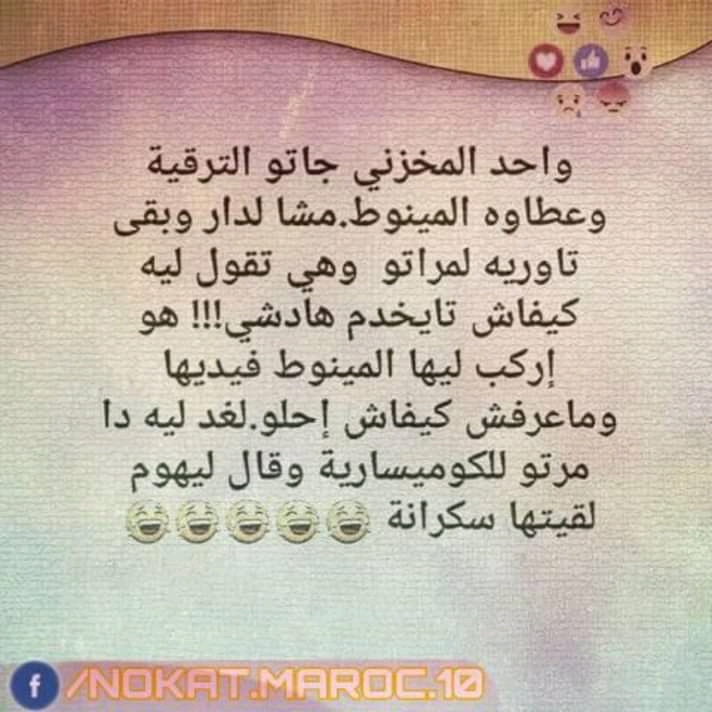 واحد المخزني جاتو الترقية
وعطاوه المينوط.مشا لدار وبقى
تاوريه لمراتو وهي تقول ليه
كيفاش تايخدم هادشي!!! هو
إركب ليها المينوط فيديها
وماعرفش كيفاش إحلو.لغد ليه دا
مرتو للكوميسارية وقال ليهوم
لقيتها سكرانة 😂😂😂😂😂
f /NOKAT.MAROC.10